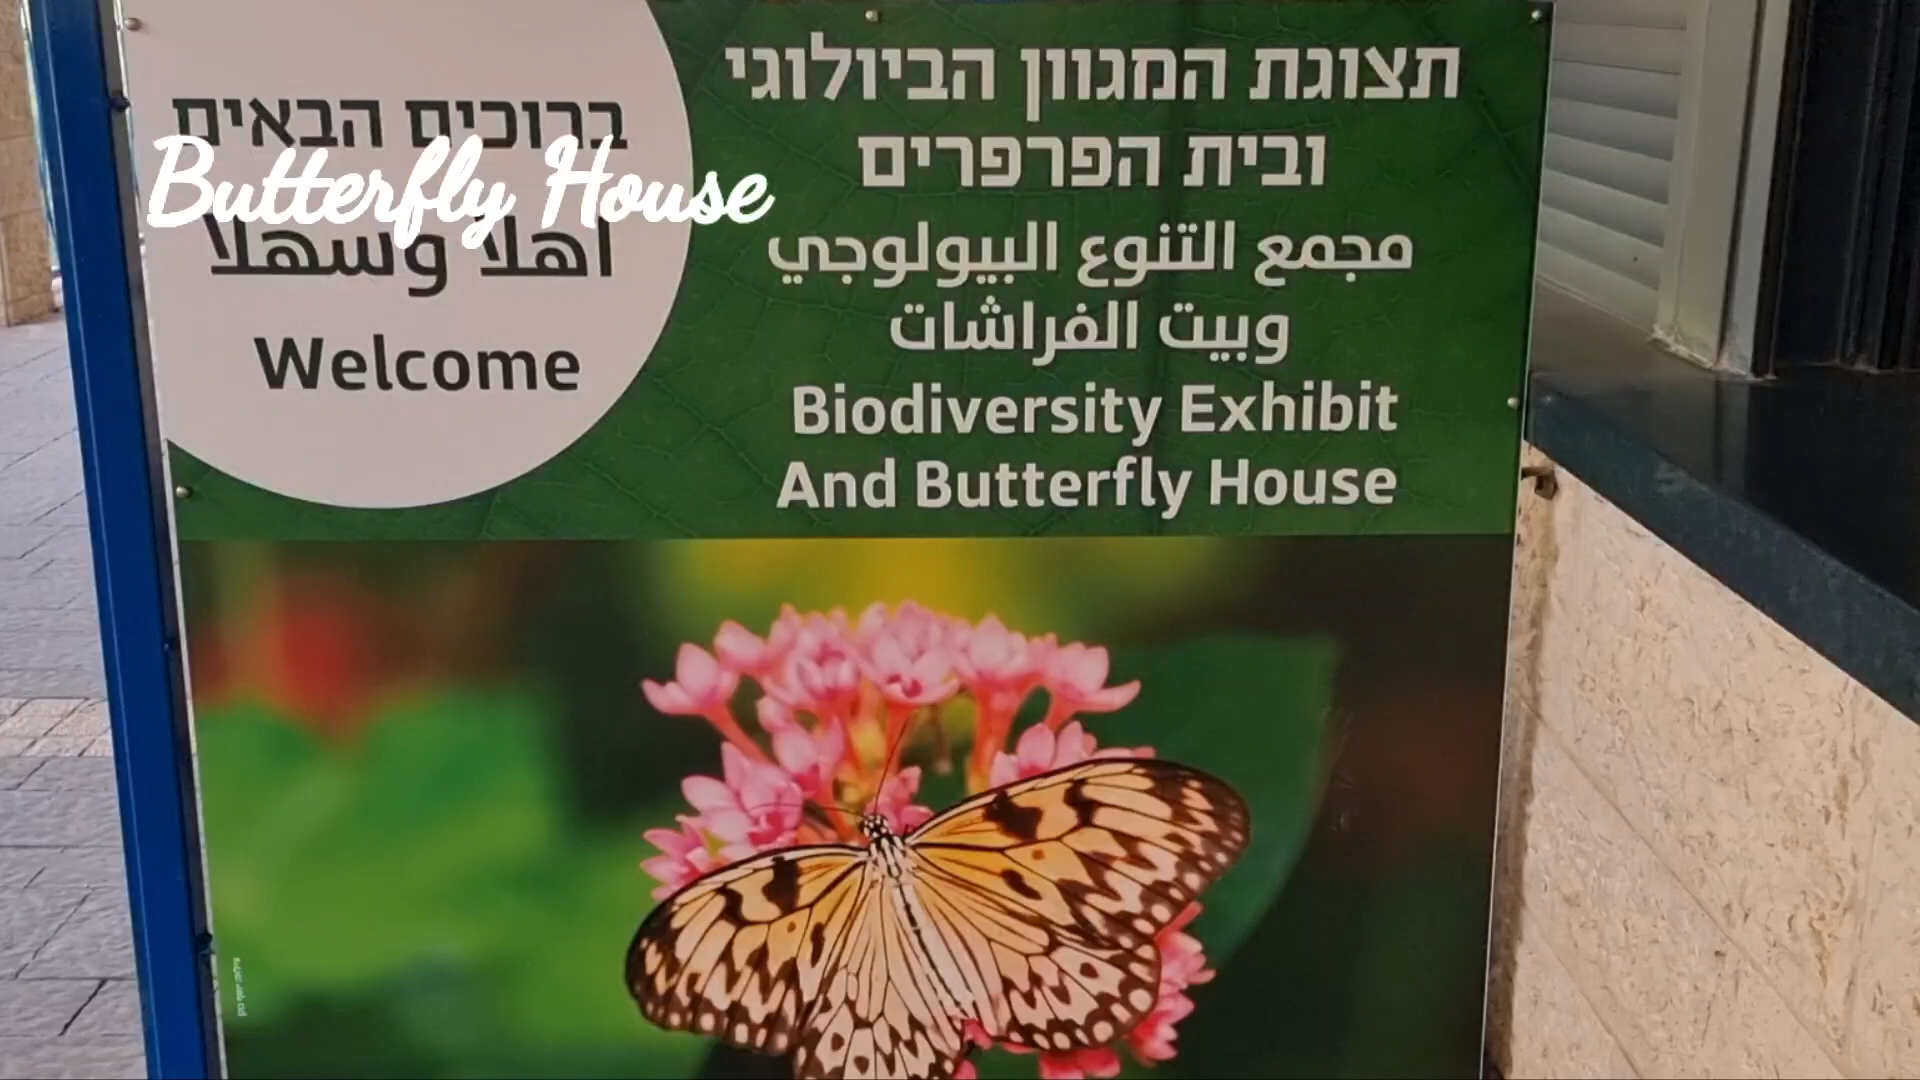 ברוכים הבאים
Butterfly House
اهلا وسهلا
Welcome
תצוגת המגוון הביולוגי
ובית הפרפרים
مجمع التنوع البيولوجي
وبيت الفراشات
Biodiversity Exhibit
And Butterfly House